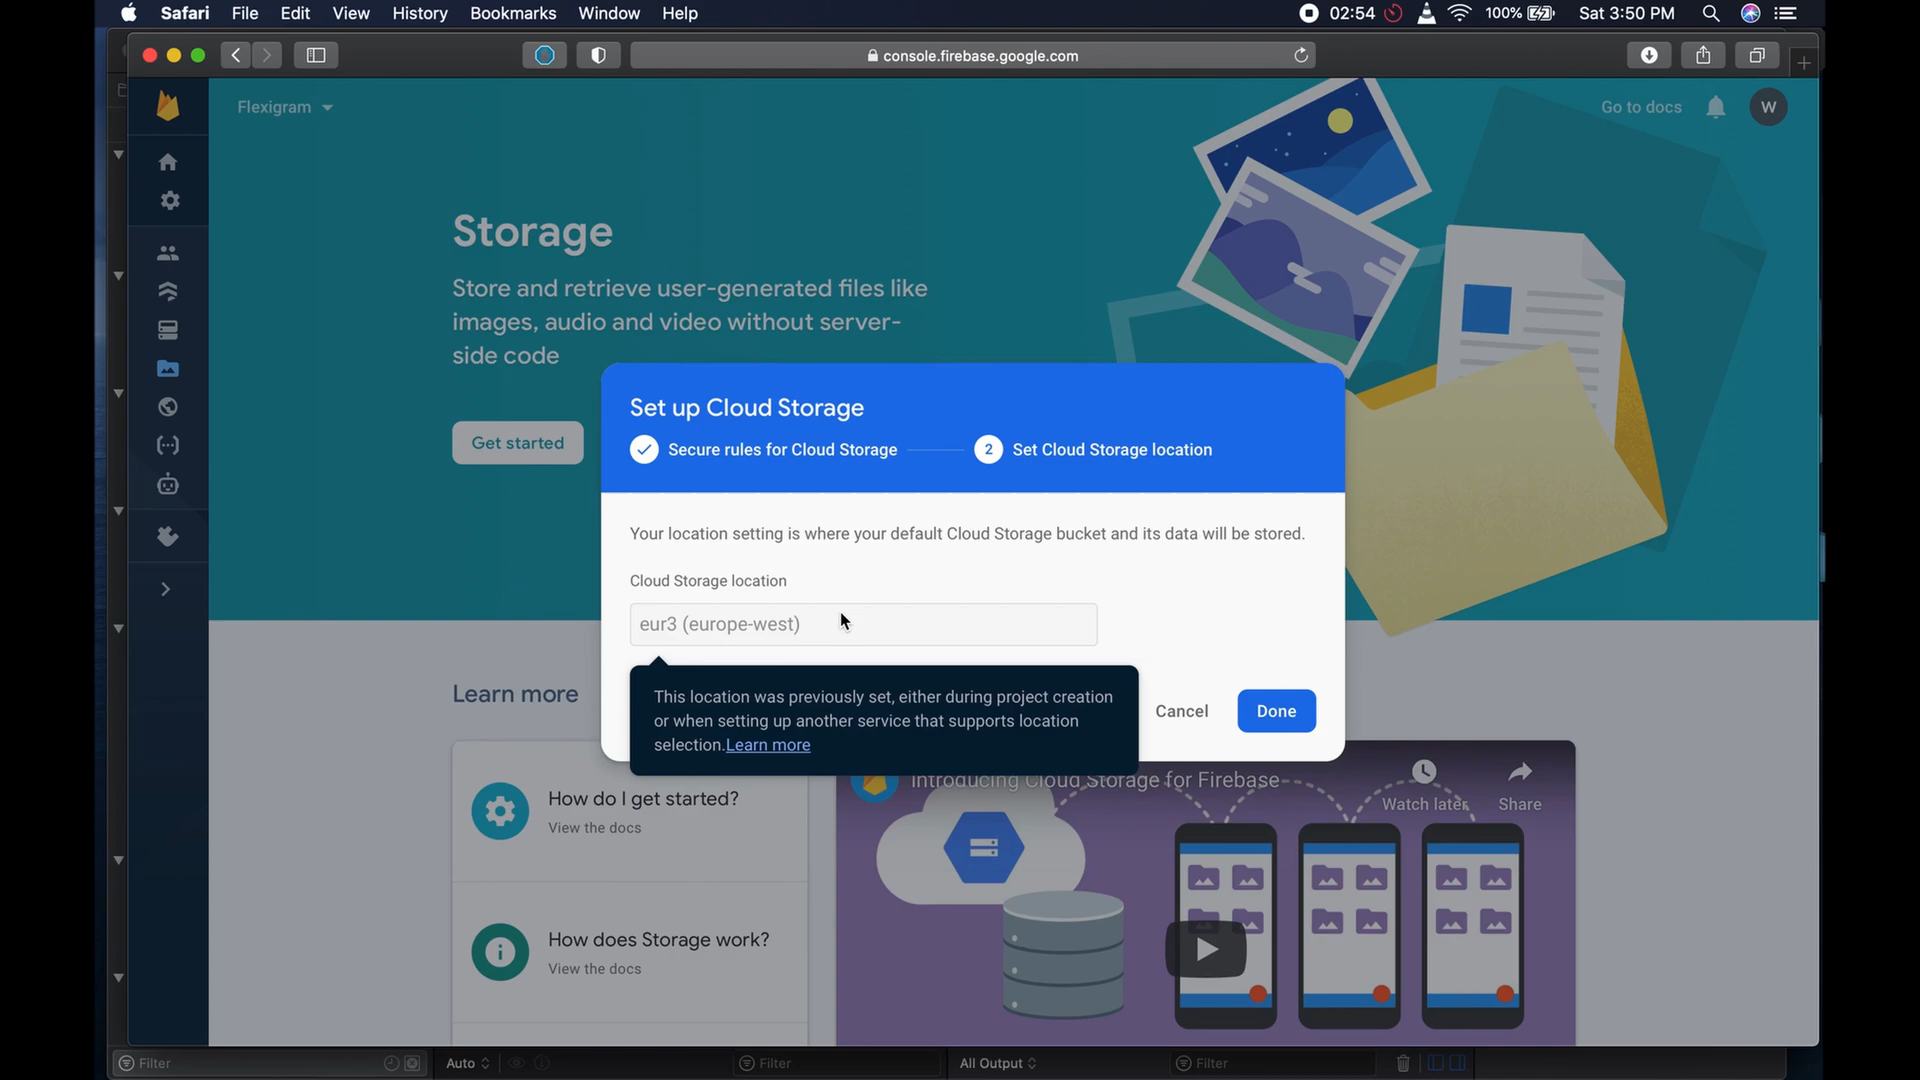 Safari File Edit View History Bookmarks Window Help
02:54 100% Sat 3:50 PM
console.firebase.google.com
Flexigram
Go to docs
W
Storage
Store and retrieve user-generated files like
images, audio and video without server-
side code
Get started
Set up Cloud Storage
Secure rules for Cloud Storage
2 Set Cloud Storage location
Your location setting is where your default Cloud Storage bucket and its data will be stored.
Cloud Storage location
eur3 (europe-west)
This location was previously set, either during project creation
or when setting up another service that supports location
selection.Learn more
Cancel
Done
Learn more
How do I get started?
View the docs
How does Storage work?
View the docs
Introducing Cloud Storage for Firebase
Watch later
Share
Filter
Auto
Filter
All Output
Filter